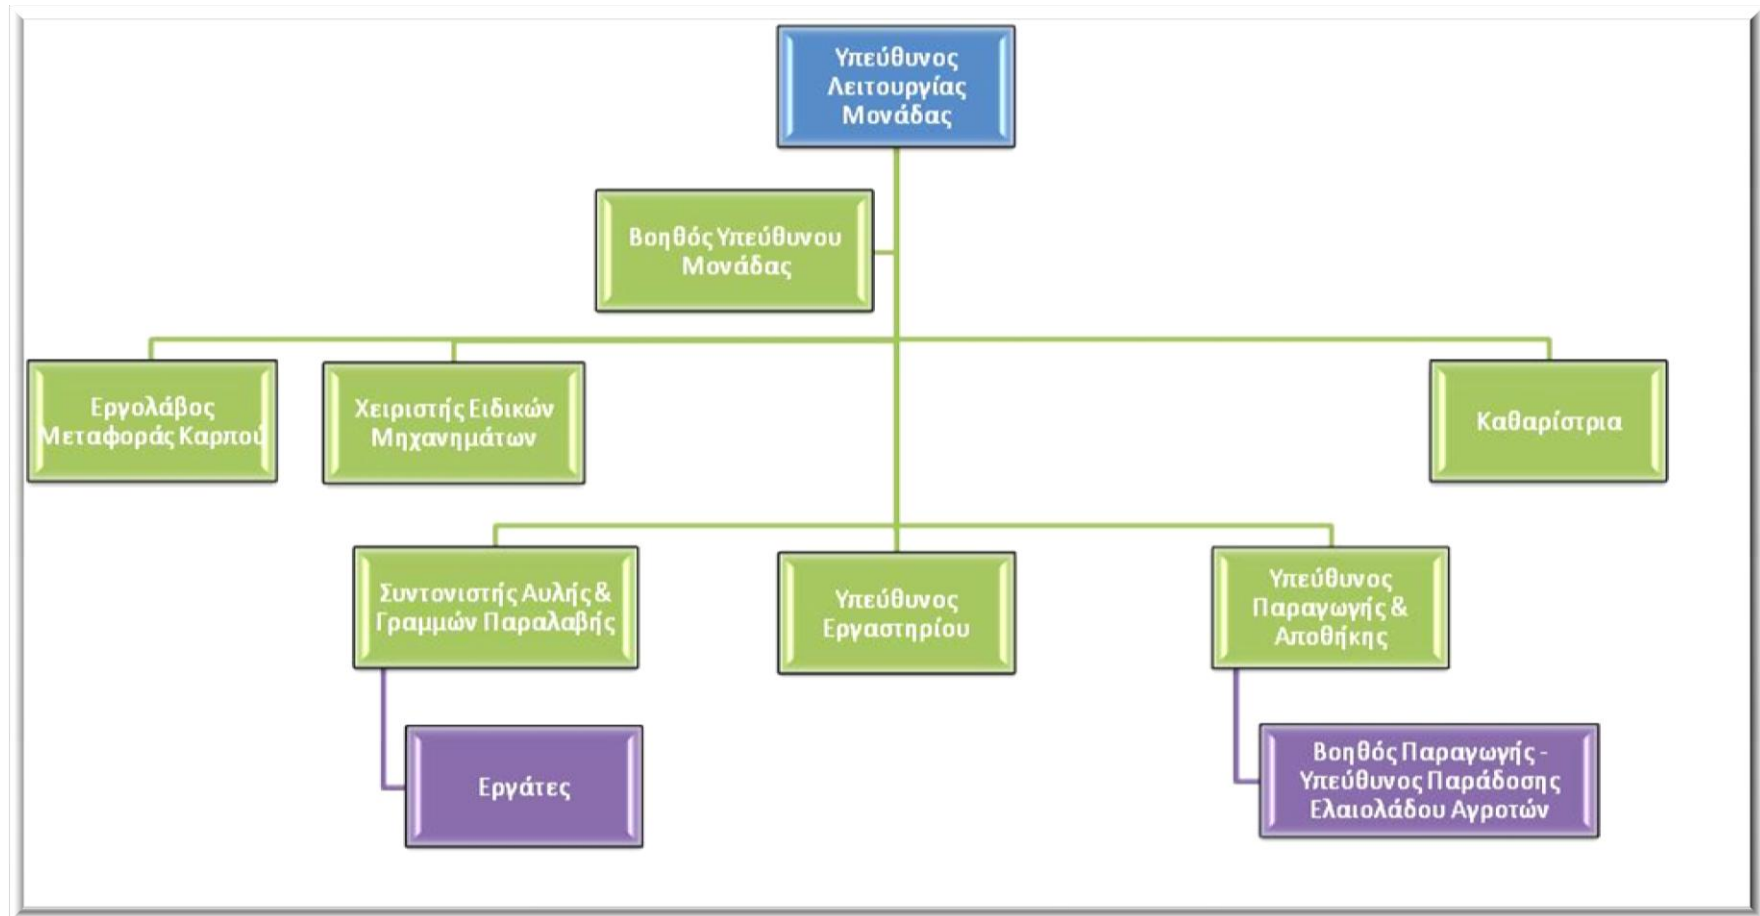 Υπεύθυνος
Λειτουργίας
Μονάδας
Βοηθός Υπεύθυνου
Μονάδας
Εργολάβος
Μεταφοράς Καρπού
Χειριστής Ειδικών
Μηχανημάτων
Καθαρίστρια
Συντονιστής Αυλής &
Γραμμών Παραλαβής
Υπεύθυνος
Εργαστηρίου
Υπεύθυνος
Παραγωγής &
Αποθήκης
Εργάτες
Βοηθός Παραγωγής -
Υπεύθυνος Παράδοσης
Ελαιολάδου Αγροτών